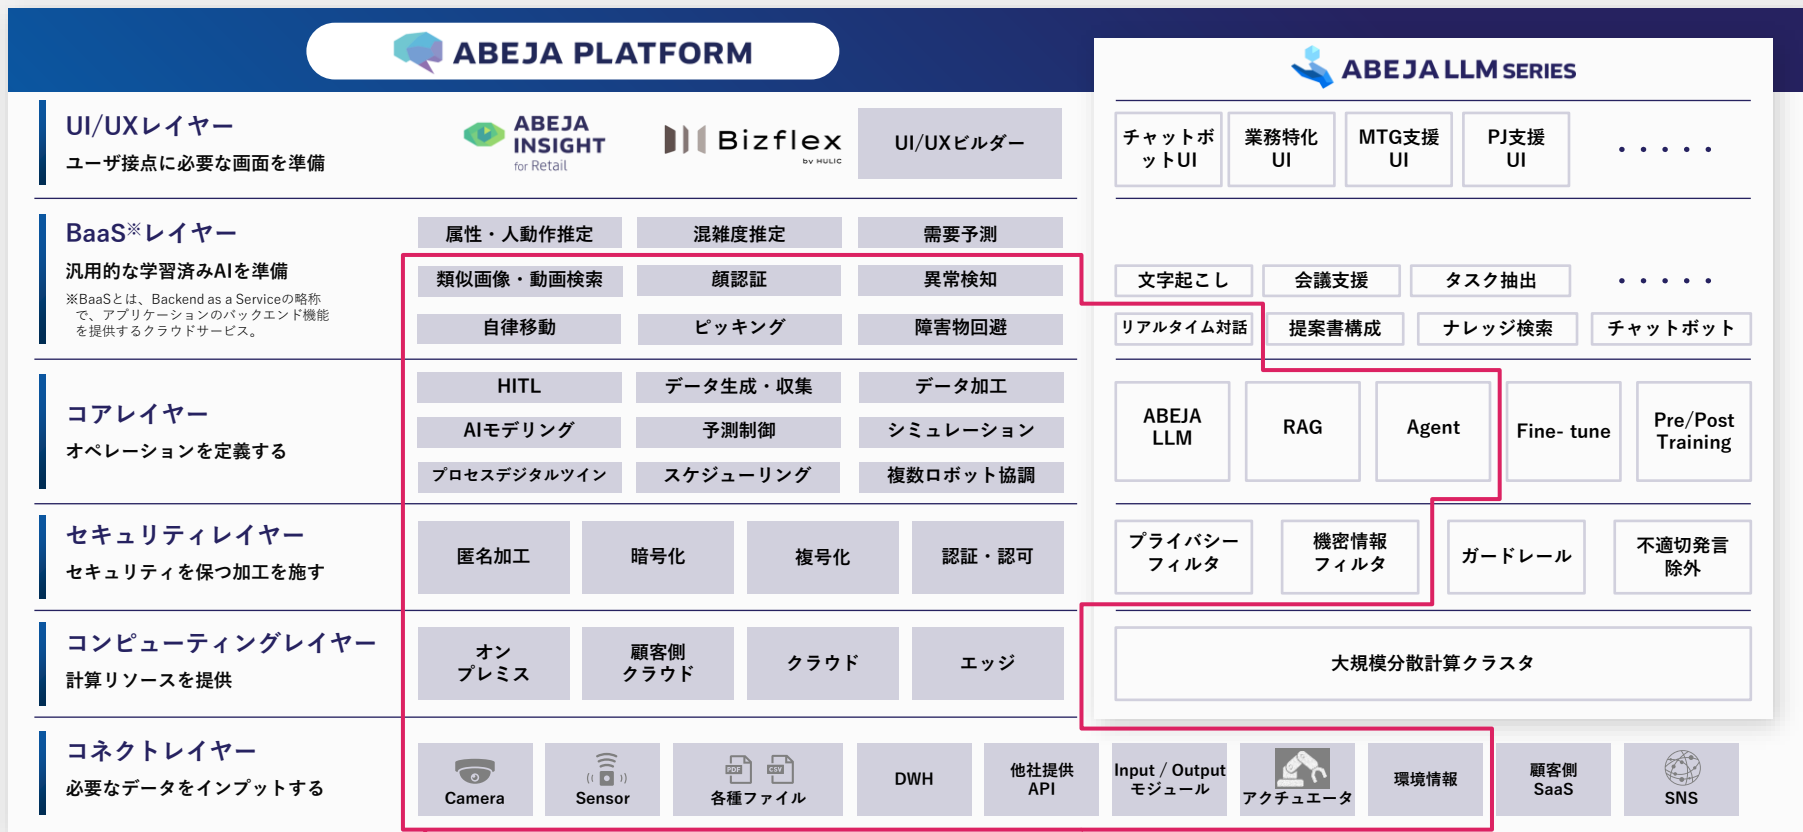 ABEJA PLATFORM
ABEJA LLM SERIES
UI/UXレイヤー
ユーザ接点に必要な画面を準備
ABEJA
INSIGHT
for Retail
Bizflex
by HULIC
UI/UXビルダー
チャットボ
ットUI
業務特化
UI
MTG支援
UI
PJ支援
UI
・・・・・
BaaS※レイヤー
汎用的な学習済みAIを準備
※BaaSとは、Backend as a Serviceの略称
で、アプリケーションのバックエンド機能
を提供するクラウドサービス。
属性・人動作推定
混雑度推定
需要予測
類似画像・動画検索
顔認証
異常検知
自律移動
ピッキング
障害物回避
文字起こし
会議支援
タスク抽出
・・・・・
リアルタイム対話
提案書構成
ナレッジ検索
チャットボット
コアレイヤー
オペレーションを定義する
HITL
データ生成・収集
データ加工
AIモデリング
予測制御
シミュレーション
プロセスデジタルツイン
スケジューリング
複数ロボット協調
ABEJA
LLM
RAG
Agent
Fine- tune
Pre/Post
Training
セキュリティレイヤー
セキュリティを保つ加工を施す
匿名加工
暗号化
複号化
認証・認可
プライバシー
フィルタ
機密情報
フィルタ
ガードレール
不適切発言
除外
コンピューティングレイヤー
計算リソースを提供
オン
プレミス
顧客側
クラウド
クラウド
エッジ
大規模分散計算クラスタ
コネクトレイヤー
必要なデータをインプットする
Camera
Sensor
PDF
CSV
各種ファイル
DWH
他社提供
API
Input / Output
モジュール
アクチュエータ
環境情報
顧客側
SaaS
SNS